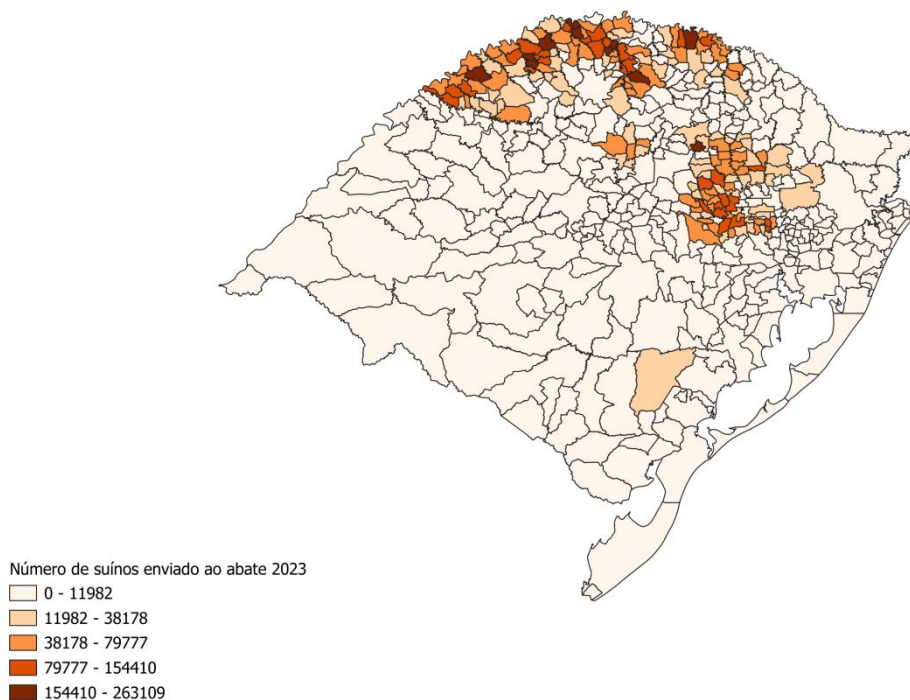 Número de suínos enviado ao abate 2023
0 - 11982
11982 - 38178
38178 - 79777
79777 - 154410
154410 - 263109